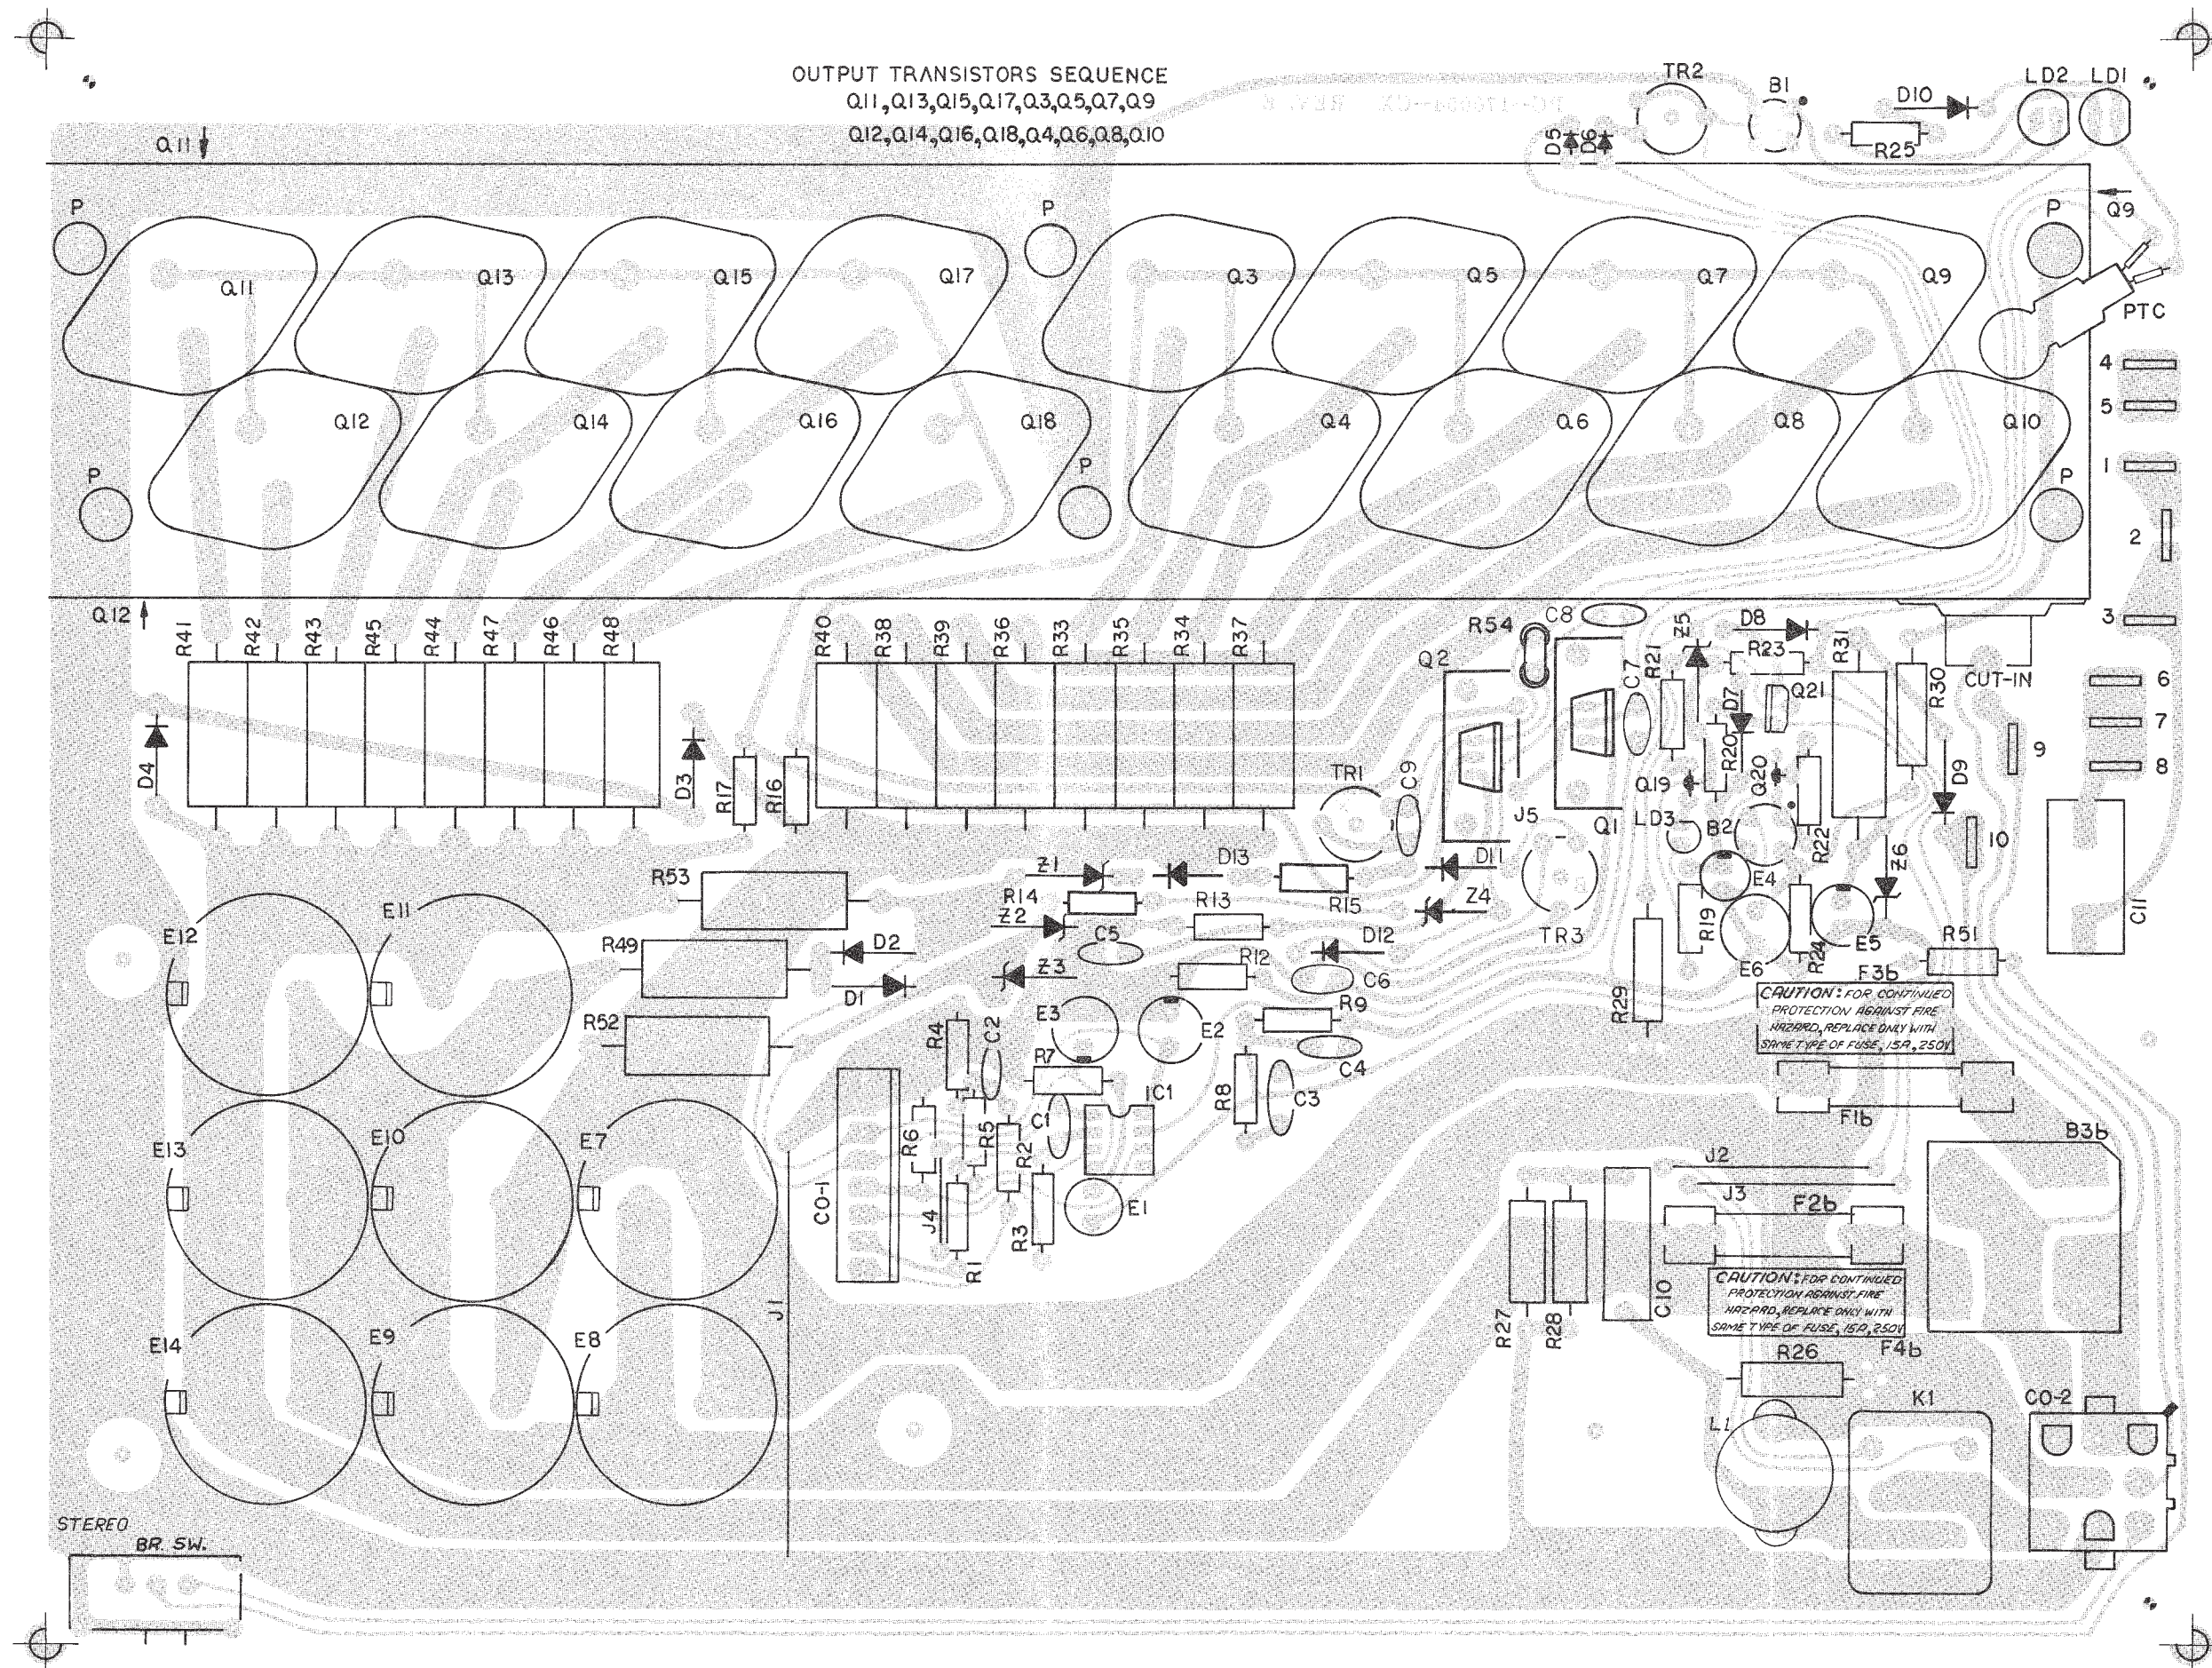 OUTPUT TRANSISTORS SEQUENCE
Q11,Q13,Q15,Q17,Q3,Q5,Q7,Q9
Q12,Q14,Q16,Q18,Q4,Q6,Q8,Q10
TR2
B1
D10
LD2
LD1
D5
D6
R25
Q11
Q9
P
P
P
Q11
Q13
Q15
Q17
Q3
Q5
Q7
Q9
PTC
4
5
1
2
3
Q12
Q14
Q16
Q18
Q4
Q6
Q8
Q10
P
P
P
Q12
R41
R42
R43
R45
R44
R47
R46
R48
R40
R38
R39
R36
R33
R35
R34
R37
R54
C8
Q2
C7
R21
Z5
D8
R23
R31
R30
CUT-IN
6
7
8
9
10
D7
Q21
R20
Q19
Q20
D9
D4
D3
R17
R16
TR1
C9
J5
Q1
LD3
B2
R22
Z6
C11
R53
Z1
D13
D11
R14
R13
R15
Z4
Z2
TR3
E4
R19
E6
R24
E5
R51
E12
E11
R49
D2
C5
D12
R12
Z3
C6
D1
R29
F3b
CAUTION: FOR CONTINUED
PROTECTION AGAINST FIRE
HAZARD, REPLACE ONLY WITH
SAME TYPE OF FUSE, 15A, 250V
R52
R4
C2
E3
E2
R9
R7
C4
IC1
R8
C3
F1b
B3b
E13
E10
E7
R6
R5
R2
C1
J2
J3
F2b
CO-1
J4
R3
E1
R1
CAUTION: FOR CONTINUED
PROTECTION AGAINST FIRE
HAZARD, REPLACE ONLY WITH
SAME TYPE OF FUSE, 15A, 250V
J1
R27
R28
C10
F4b
R26
E14
E9
E8
L1
K1
CO-2
STEREO
BR. SW.